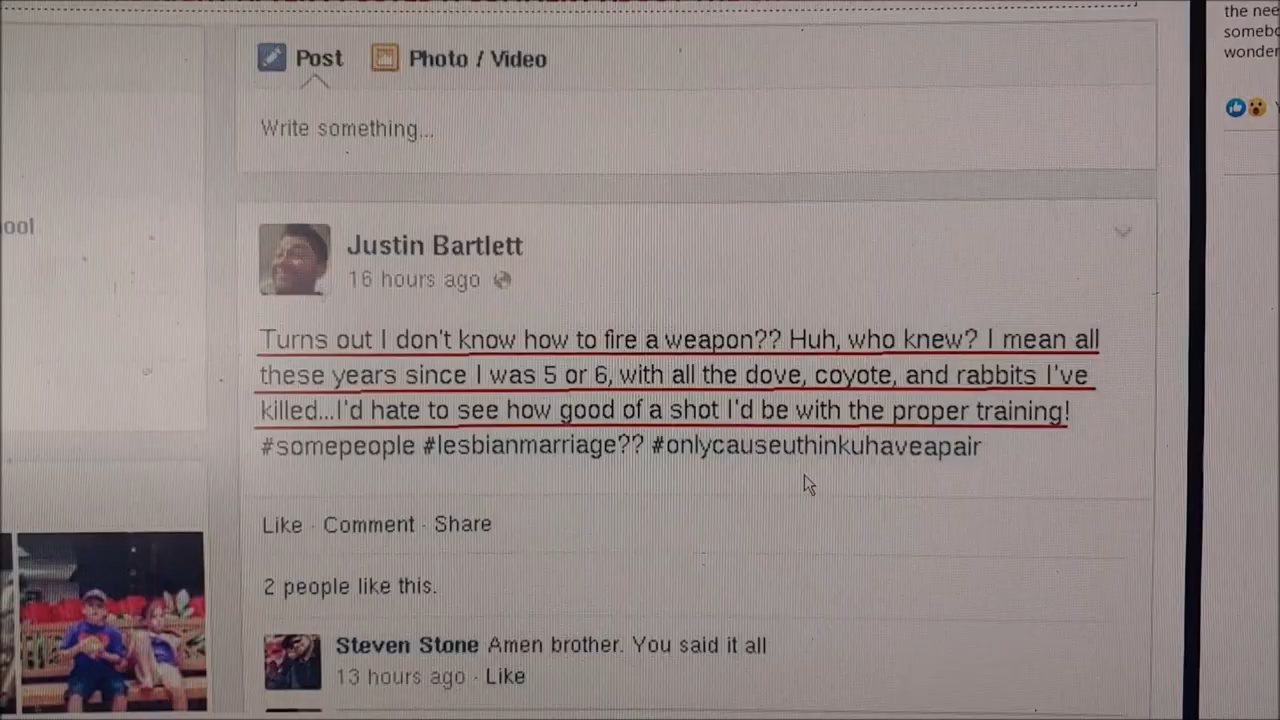 Post Photo / Video
Write something...
ool
Justin Bartlett
16 hours ago
Turns out I don't know how to fire a weapon?? Huh, who knew? I mean all
these years since I was 5 or 6, with all the dove, coyote, and rabbits I've
killed...I'd hate to see how good of a shot I'd be with the proper training!
#somepeople #lesbianmarriage?? #onlycauseuthinkuhaveapair
Like · Comment · Share
2 people like this.
Steven Stone Amen brother. You said it all
13 hours ago · Like
the nee
somebo
wonder